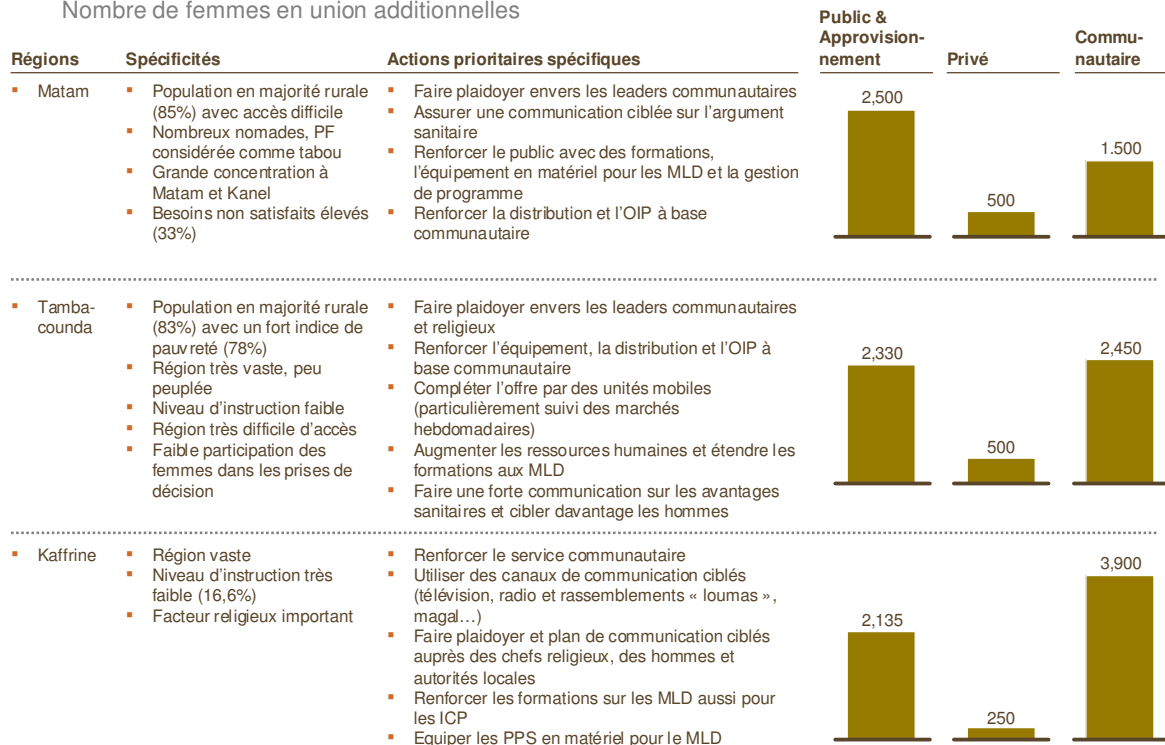 Nombre de femmes en union additionnelles
Régions
Spécificités
Actions prioritaires spécifiques
Public &
Approvision-
nement
Privé
Commu-
nautaire
Matam
Population en majorité rurale
(85%) avec accès difficile
Nombreux nomades, PF
considérée comme tabou
Grande concentration à
Matam et Kanel
Besoins non satisfaits élevés
(33%)
Faire plaidoyer envers les leaders communautaires
Assurer une communication ciblée sur l'argument
sanitaire
Renforcer le public avec des formations,
l'équipement en matériel pour les MLD et la gestion
de programme
Renforcer la distribution et l'OIP à base
communautaire
2,500
500
1.500
Tamba-
counda
Population en majorité rurale
(83%) avec un fort indice de
pauvreté (78%)
Région très vaste, peu
peuplée
Niveau d'instruction faible
Région très difficile d'accès
Faible participation des
femmes dans les prises de
décision
Faire plaidoyer envers les leaders communautaires
et religieux
Renforcer l'équipement, la distribution et l'OIP à
base communautaire
Compléter l'offre par des unités mobiles
(particulièrement suivi des marchés
hebdomadaires)
Augmenter les ressources humaines et étendre les
formations aux MLD
Faire une forte communication sur les avantages
sanitaires et cibler davantage les hommes
2,330
500
2,450
Kaffrine
Région vaste
Niveau d'instruction très
faible (16,6%)
Facteur religieux important
Renforcer le service communautaire
Utiliser des canaux de communication ciblés
(télévision, radio et rassemblements « loumas »,
magal…)
Faire plaidoyer et plan de communication ciblés
auprès des chefs religieux, des hommes et
autorités locales
Renforcer les formations sur les MLD aussi pour
les ICP
Equiper les PPS en matériel pour le MLD
2,135
250
3,900